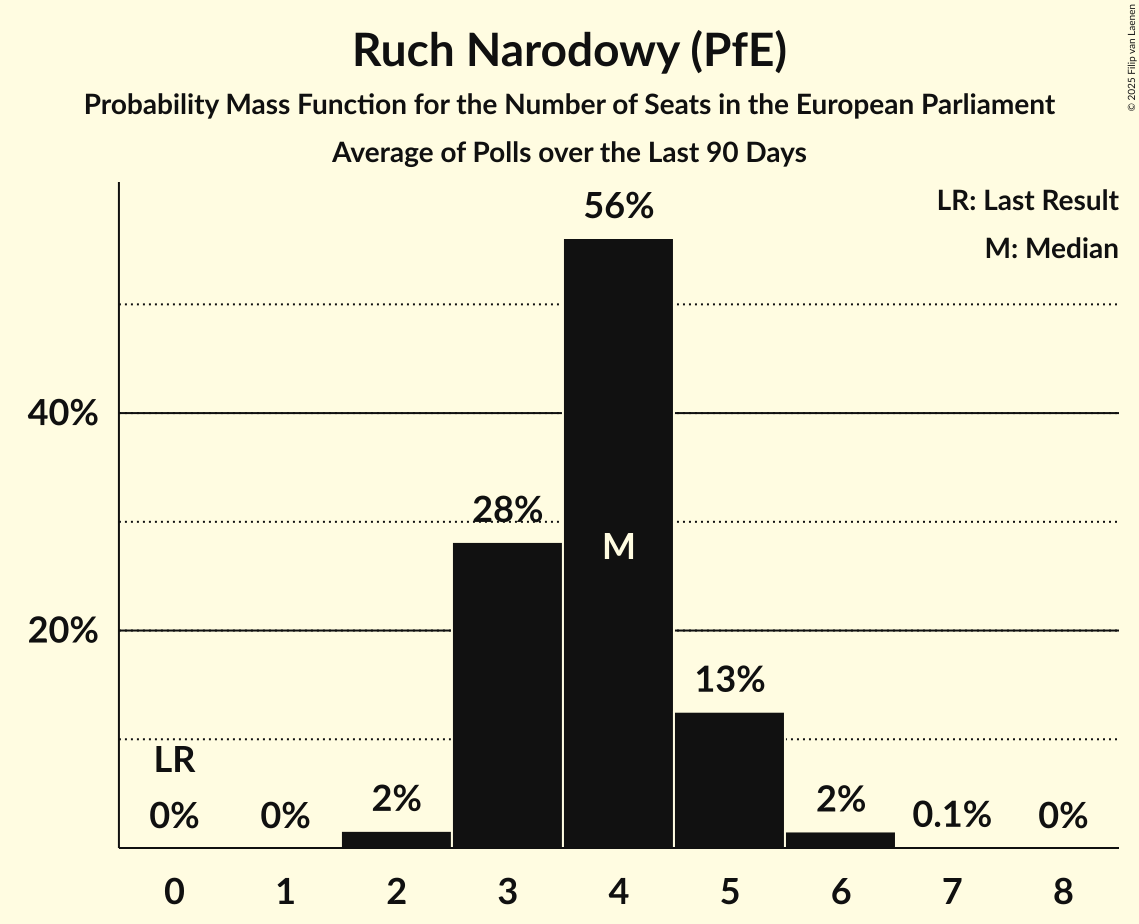 Ruch Narodowy (PfE)
Probability Mass Function for the Number of Seats in the European Parliament
Average of Polls over the Last 90 Days
© 2025 Filip van Laenen
LR: Last Result
M: Median
56%
40%
28%
M
20%
13%
LR
0%
0%
2%
2%
0.1%
0%
0 1 2 3 4 5 6 7 8